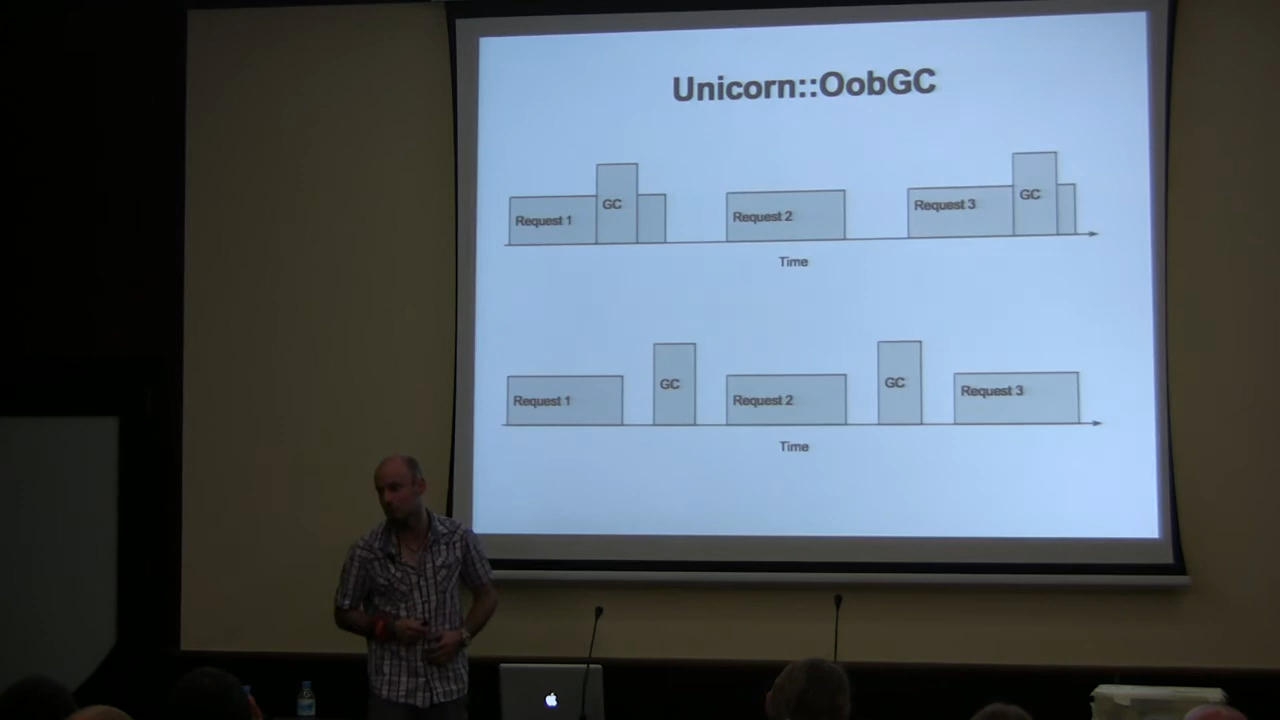 Unicorn::OobGC
Request 1
GC
Request 2
Request 3
GC
Time
Request 1
GC
Request 2
GC
Request 3
Time